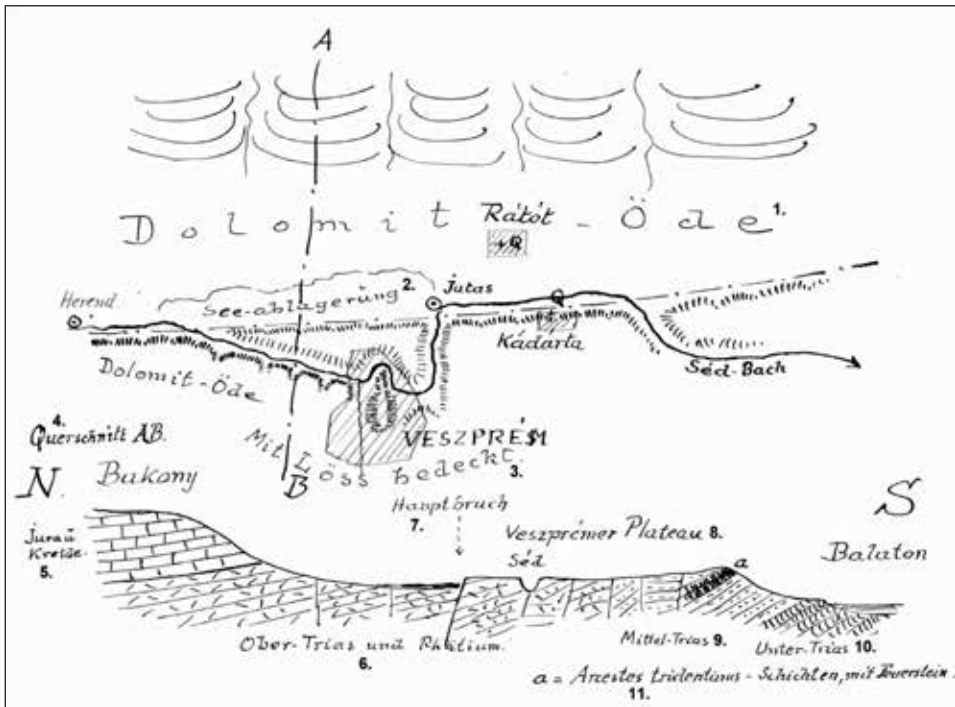 A
Dolomit - Öde 1.
Rátót
Herend
See-ablagerung 2.
Jutas
Kádárta
Séd-Bach
Dolomit-Öde
VESZPRÉM
Mit Löss bedeckt. 3.
B
4.
Querschnitt AB.
N. Bakony
S
Balaton
Hauptbruch
7.
Veszprémer Plateau 8.
Séd
a
Jura ü
Kreide.
5.
Ober-Trias und Rhätium.
6.
Mittel-Trias 9.
Unter-Trias 10.
a = Arcestes tridentinus - Schichten, mit Feuerstein
11.